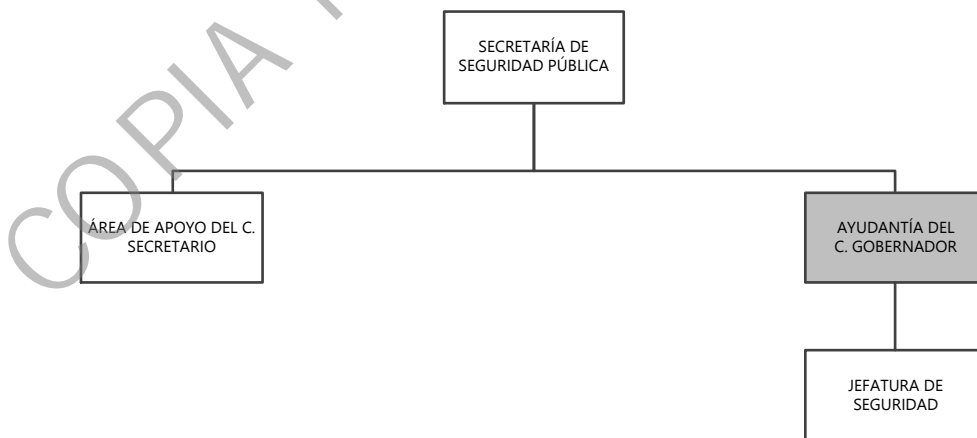 SECRETARÍA DE
SEGURIDAD PÚBLICA
ÁREA DE APOYO DEL C.
SECRETARIO
AYUDANTÍA DEL
C. GOBERNADOR
JEFATURA DE
SEGURIDAD
COPIA